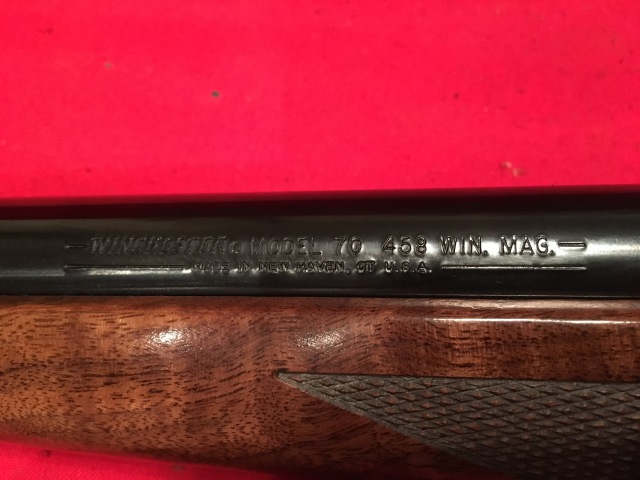 —WINCHESTER® MODEL 70 458 WIN. MAG.—
MADE IN NEW HAVEN, CT U.S.A.